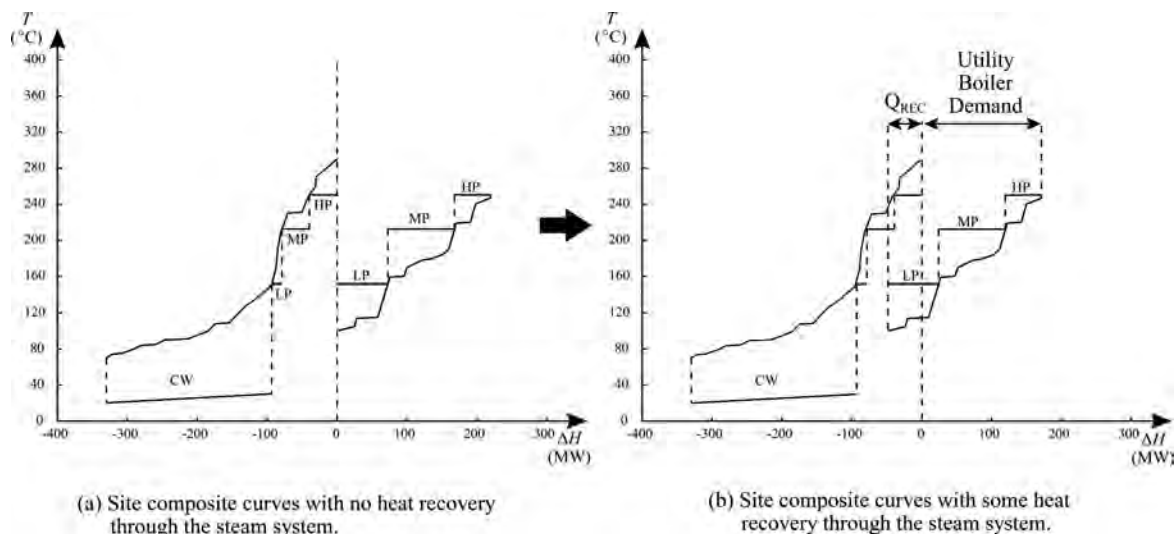 T
(°C)
400
360
320
280
240
200
160
120
80
40
0
-400
-300
-200
-100
0
100
200
300
ΔH
(MW)
HP
MP
LP
CW
HP
MP
LP
(a) Site composite curves with no heat recovery
through the steam system.
T
(°C)
400
360
320
280
240
200
160
120
80
40
0
-400
-300
-200
-100
0
100
200
300
ΔH
(MW)
Utility
Boiler
Demand
QREC
HP
MP
LP
CW
(b) Site composite curves with some heat
recovery through the steam system.